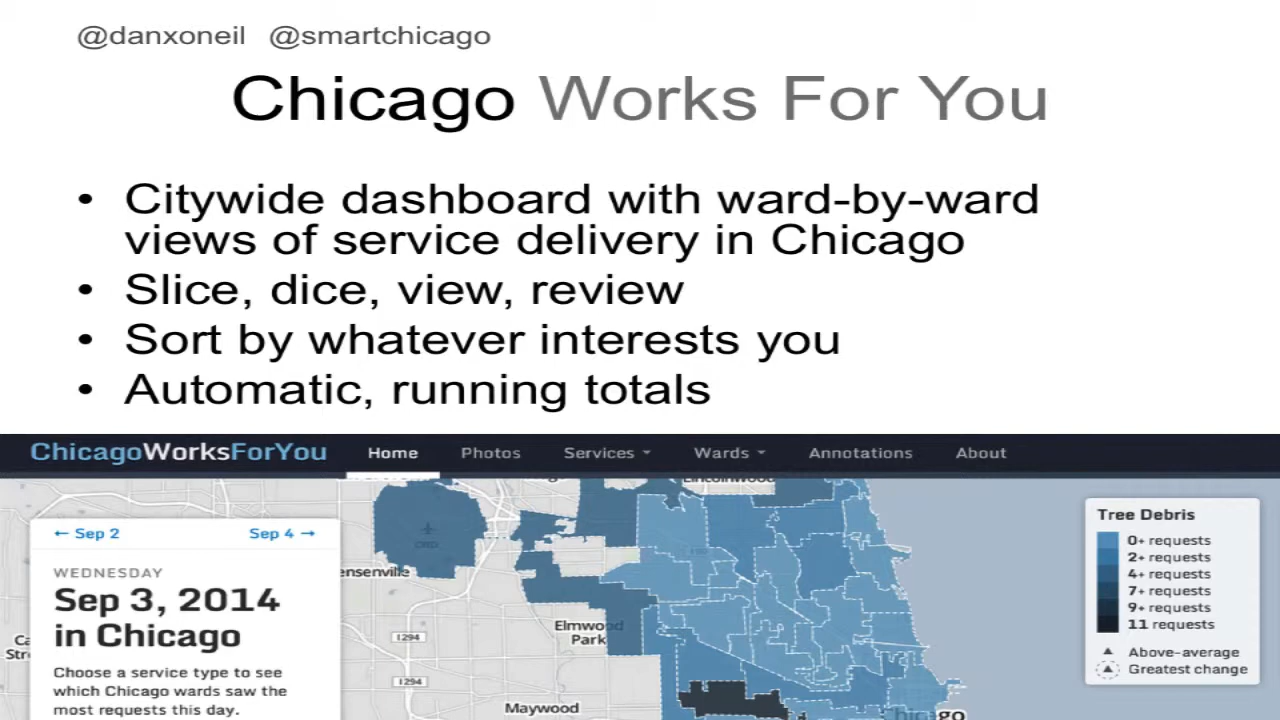 @danxoneil @smartchicago
Chicago Works For You
• Citywide dashboard with ward-by-ward
views of service delivery in Chicago
• Slice, dice, view, review
• Sort by whatever interests you
• Automatic, running totals
ChicagoWorksForYou Home Photos Services Wards Annotations About
← Sep 2 Sep 4 →
WEDNESDAY
Sep 3, 2014
in Chicago
Choose a service type to see
which Chicago wards saw the
most requests this day.
Lincolnwood
ORD
ensenville
Elmwood
Park
I294
I294
Maywood
Chicago
Tree Debris
0+ requests
2+ requests
4+ requests
7+ requests
9+ requests
11 requests
Above-average
Greatest change